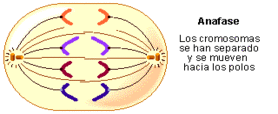 Anafase
Los cromosomas
se han separado
y se mueven
hacia los polos